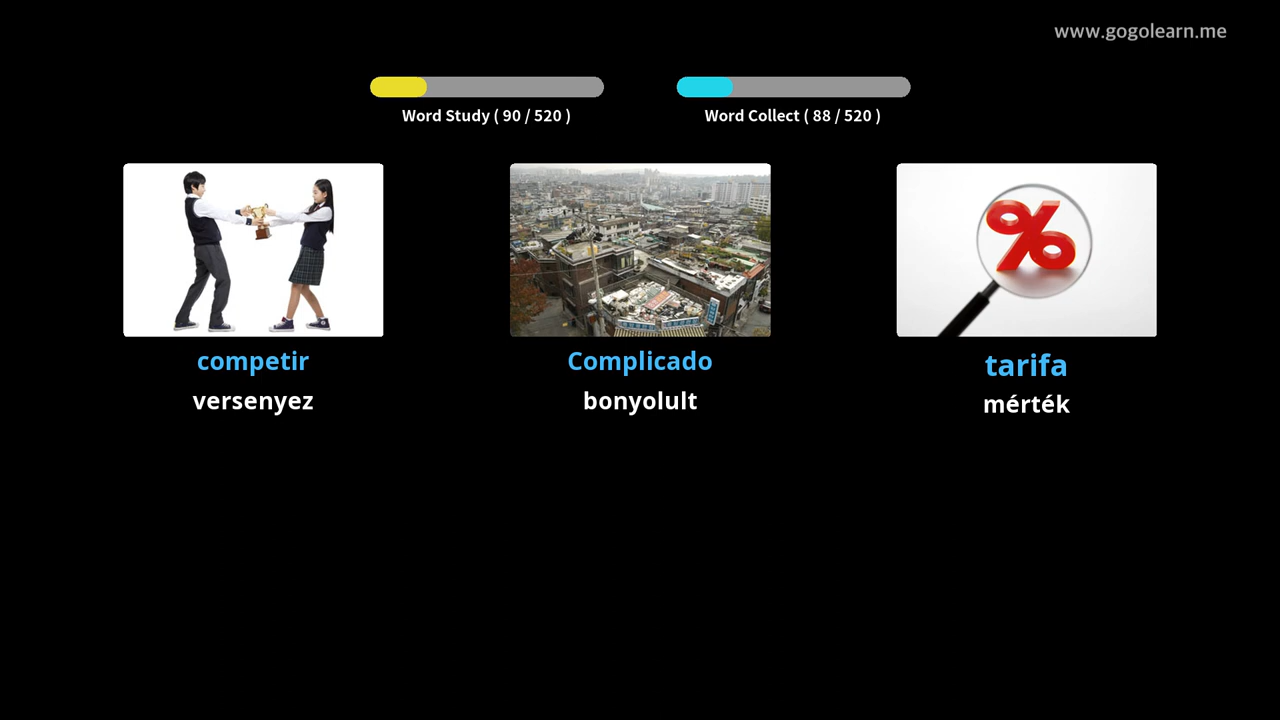 www.gogolearn.me
Word Study ( 90 / 520 )
Word Collect ( 88 / 520 )
competir
Complicado
tarifa
versenyez
bonyolult
mérték